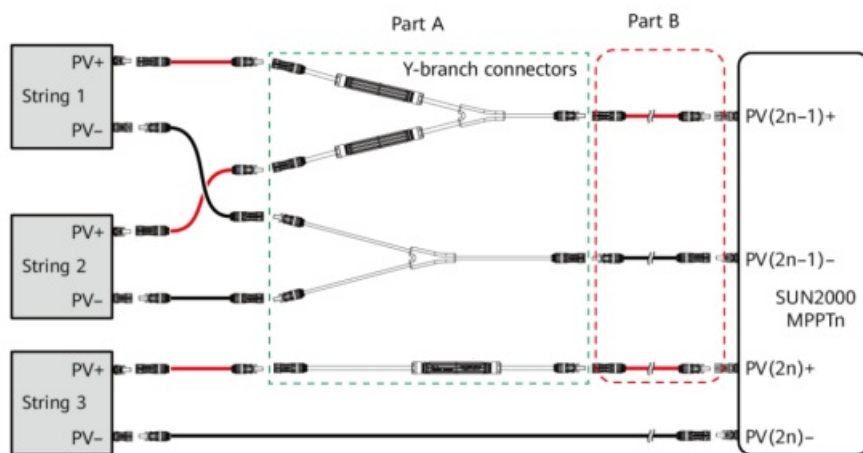 Part A
Part B
Y-branch connectors
PV+
String 1
PV−
PV+
String 2
PV−
PV+
String 3
PV−
PV(2n−1)+
PV(2n−1)−
SUN2000
MPPTn
PV(2n)+
PV(2n)−